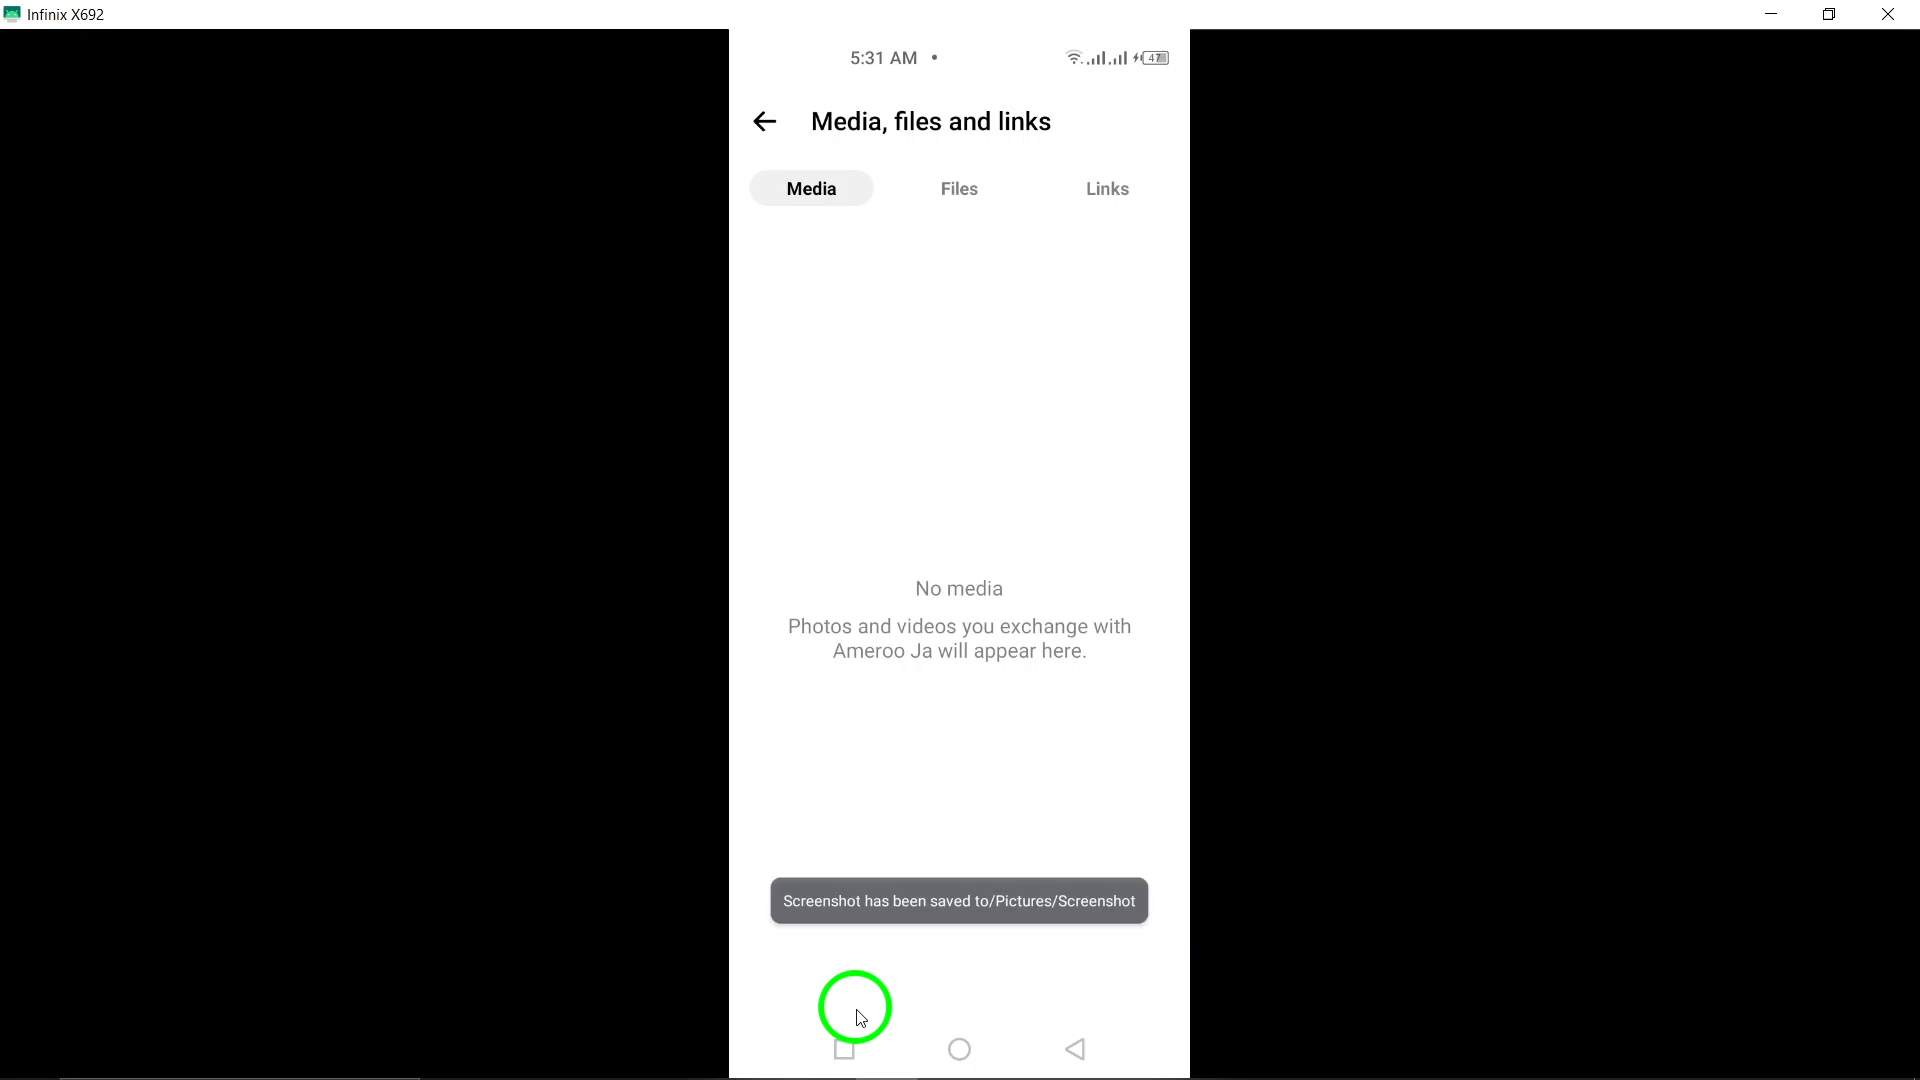 Infinix X692
5:31 AM
47
Media, files and links
Media Files Links
No media
Photos and videos you exchange with
Ameroo Ja will appear here.
Screenshot has been saved to/Pictures/Screenshot